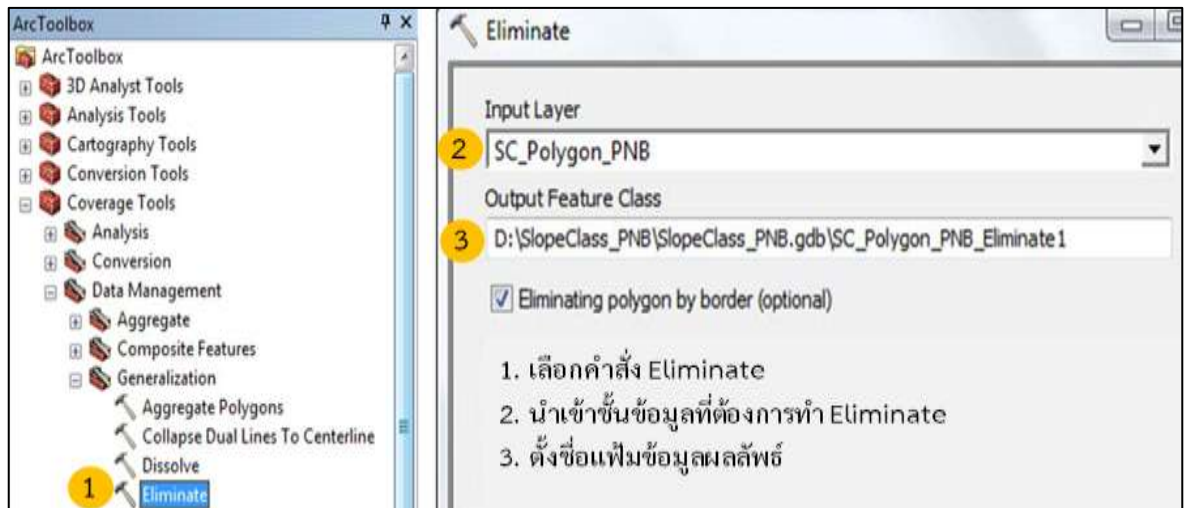 ArcToolbox
ArcToolbox
3D Analyst Tools
Analysis Tools
Cartography Tools
Conversion Tools
Coverage Tools
Analysis
Conversion
Data Management
Aggregate
Composite Features
Generalization
Aggregate Polygons
Collapse Dual Lines To Centerline
Dissolve
1 Eliminate
Eliminate
Input Layer
2 SC_Polygon_PNB
Output Feature Class
3 D:\SlopeClass_PNB\SlopeClass_PNB.gdb\SC_Polygon_PNB_Eliminate1
Eliminating polygon by border (optional)
1. เลือกคำสั่ง Eliminate
2. นำเข้าชั้นข้อมูลที่ต้องการทำ Eliminate
3. ตั้งชื่อแฟ้มข้อมูลผลลัพธ์